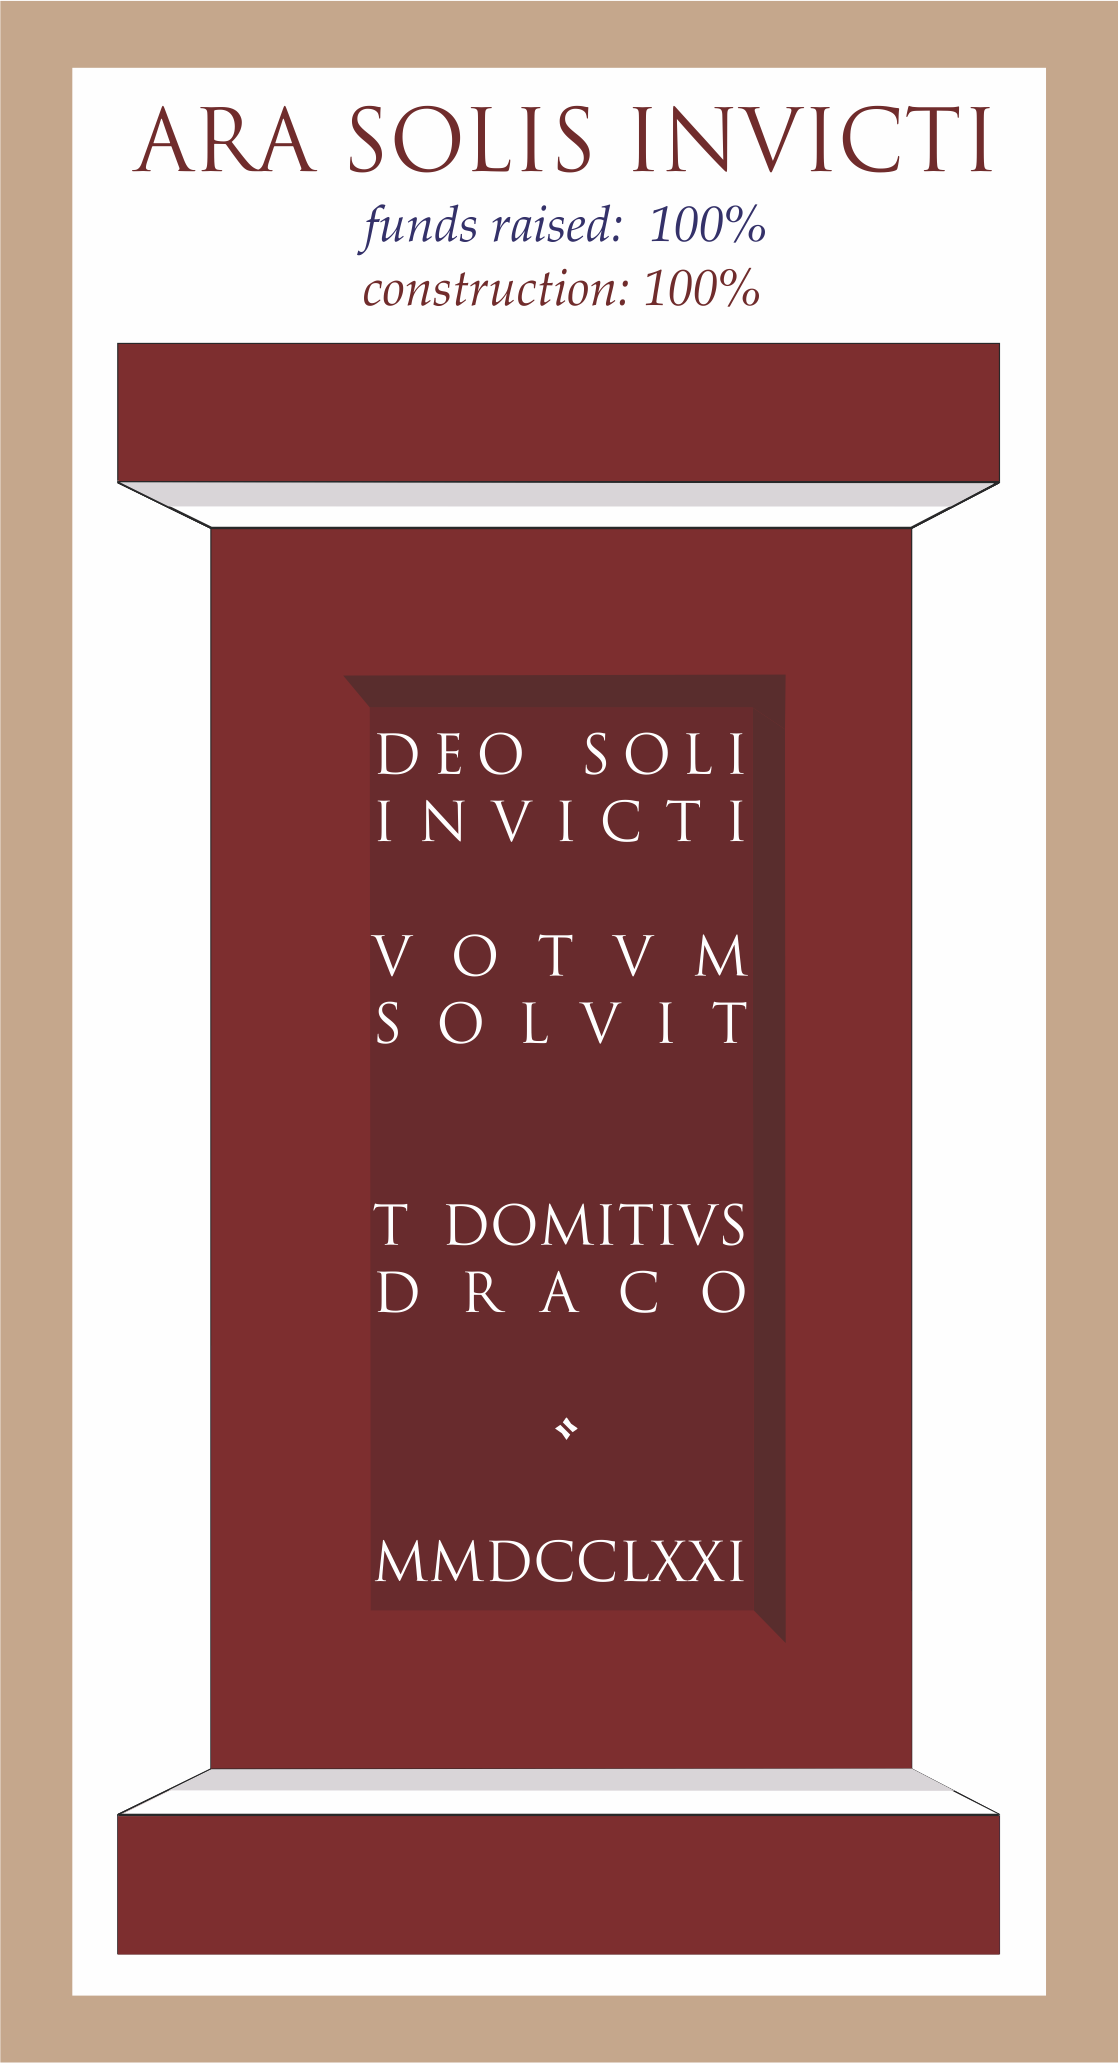 ARA SOLIS INVICTI
funds raised: 100%
construction: 100%
DEO SOLI
INVICTI
VOTVM
SOLVIT
T DOMITIVS
DRACO
MMDCCLXXI